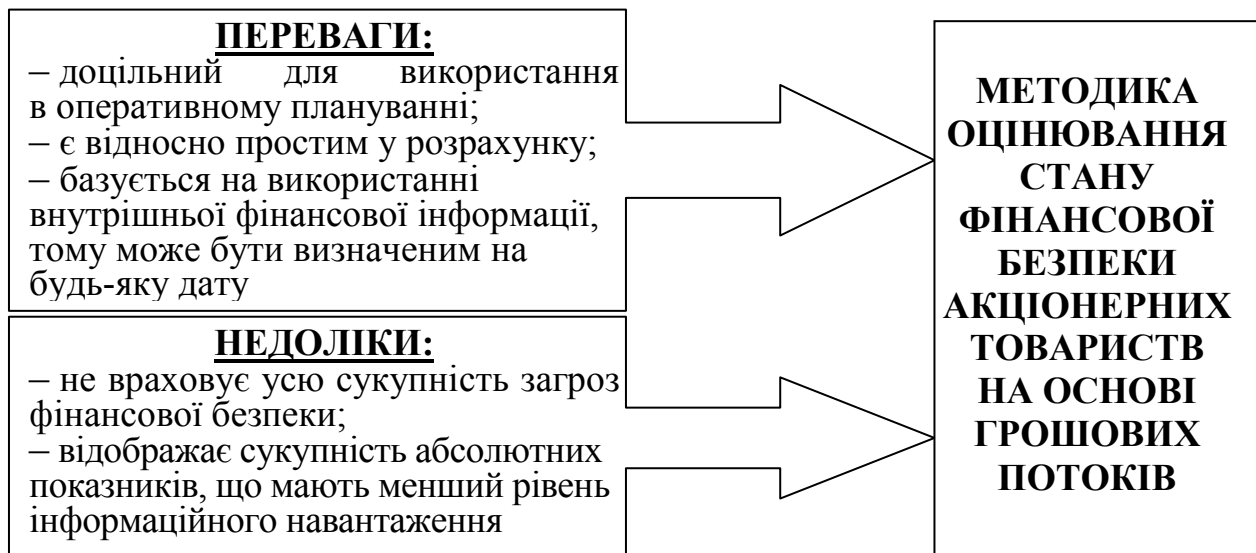 ПЕРЕВАГИ:
– доцільний для використання
в оперативному плануванні;
– є відносно простим у розрахунку;
– базується на використанні
внутрішньої фінансової інформації,
тому може бути визначеним на
будь-яку дату
НЕДОЛІКИ:
– не враховує усю сукупність загроз
фінансової безпеки;
– відображає сукупність абсолютних
показників, що мають менший рівень
інформаційного навантаження
МЕТОДИКА
ОЦІНЮВАННЯ
СТАНУ
ФІНАНСОВОЇ
БЕЗПЕКИ
АКЦІОНЕРНИХ
ТОВАРИСТВ
НА ОСНОВІ
ГРОШОВИХ
ПОТОКІВ